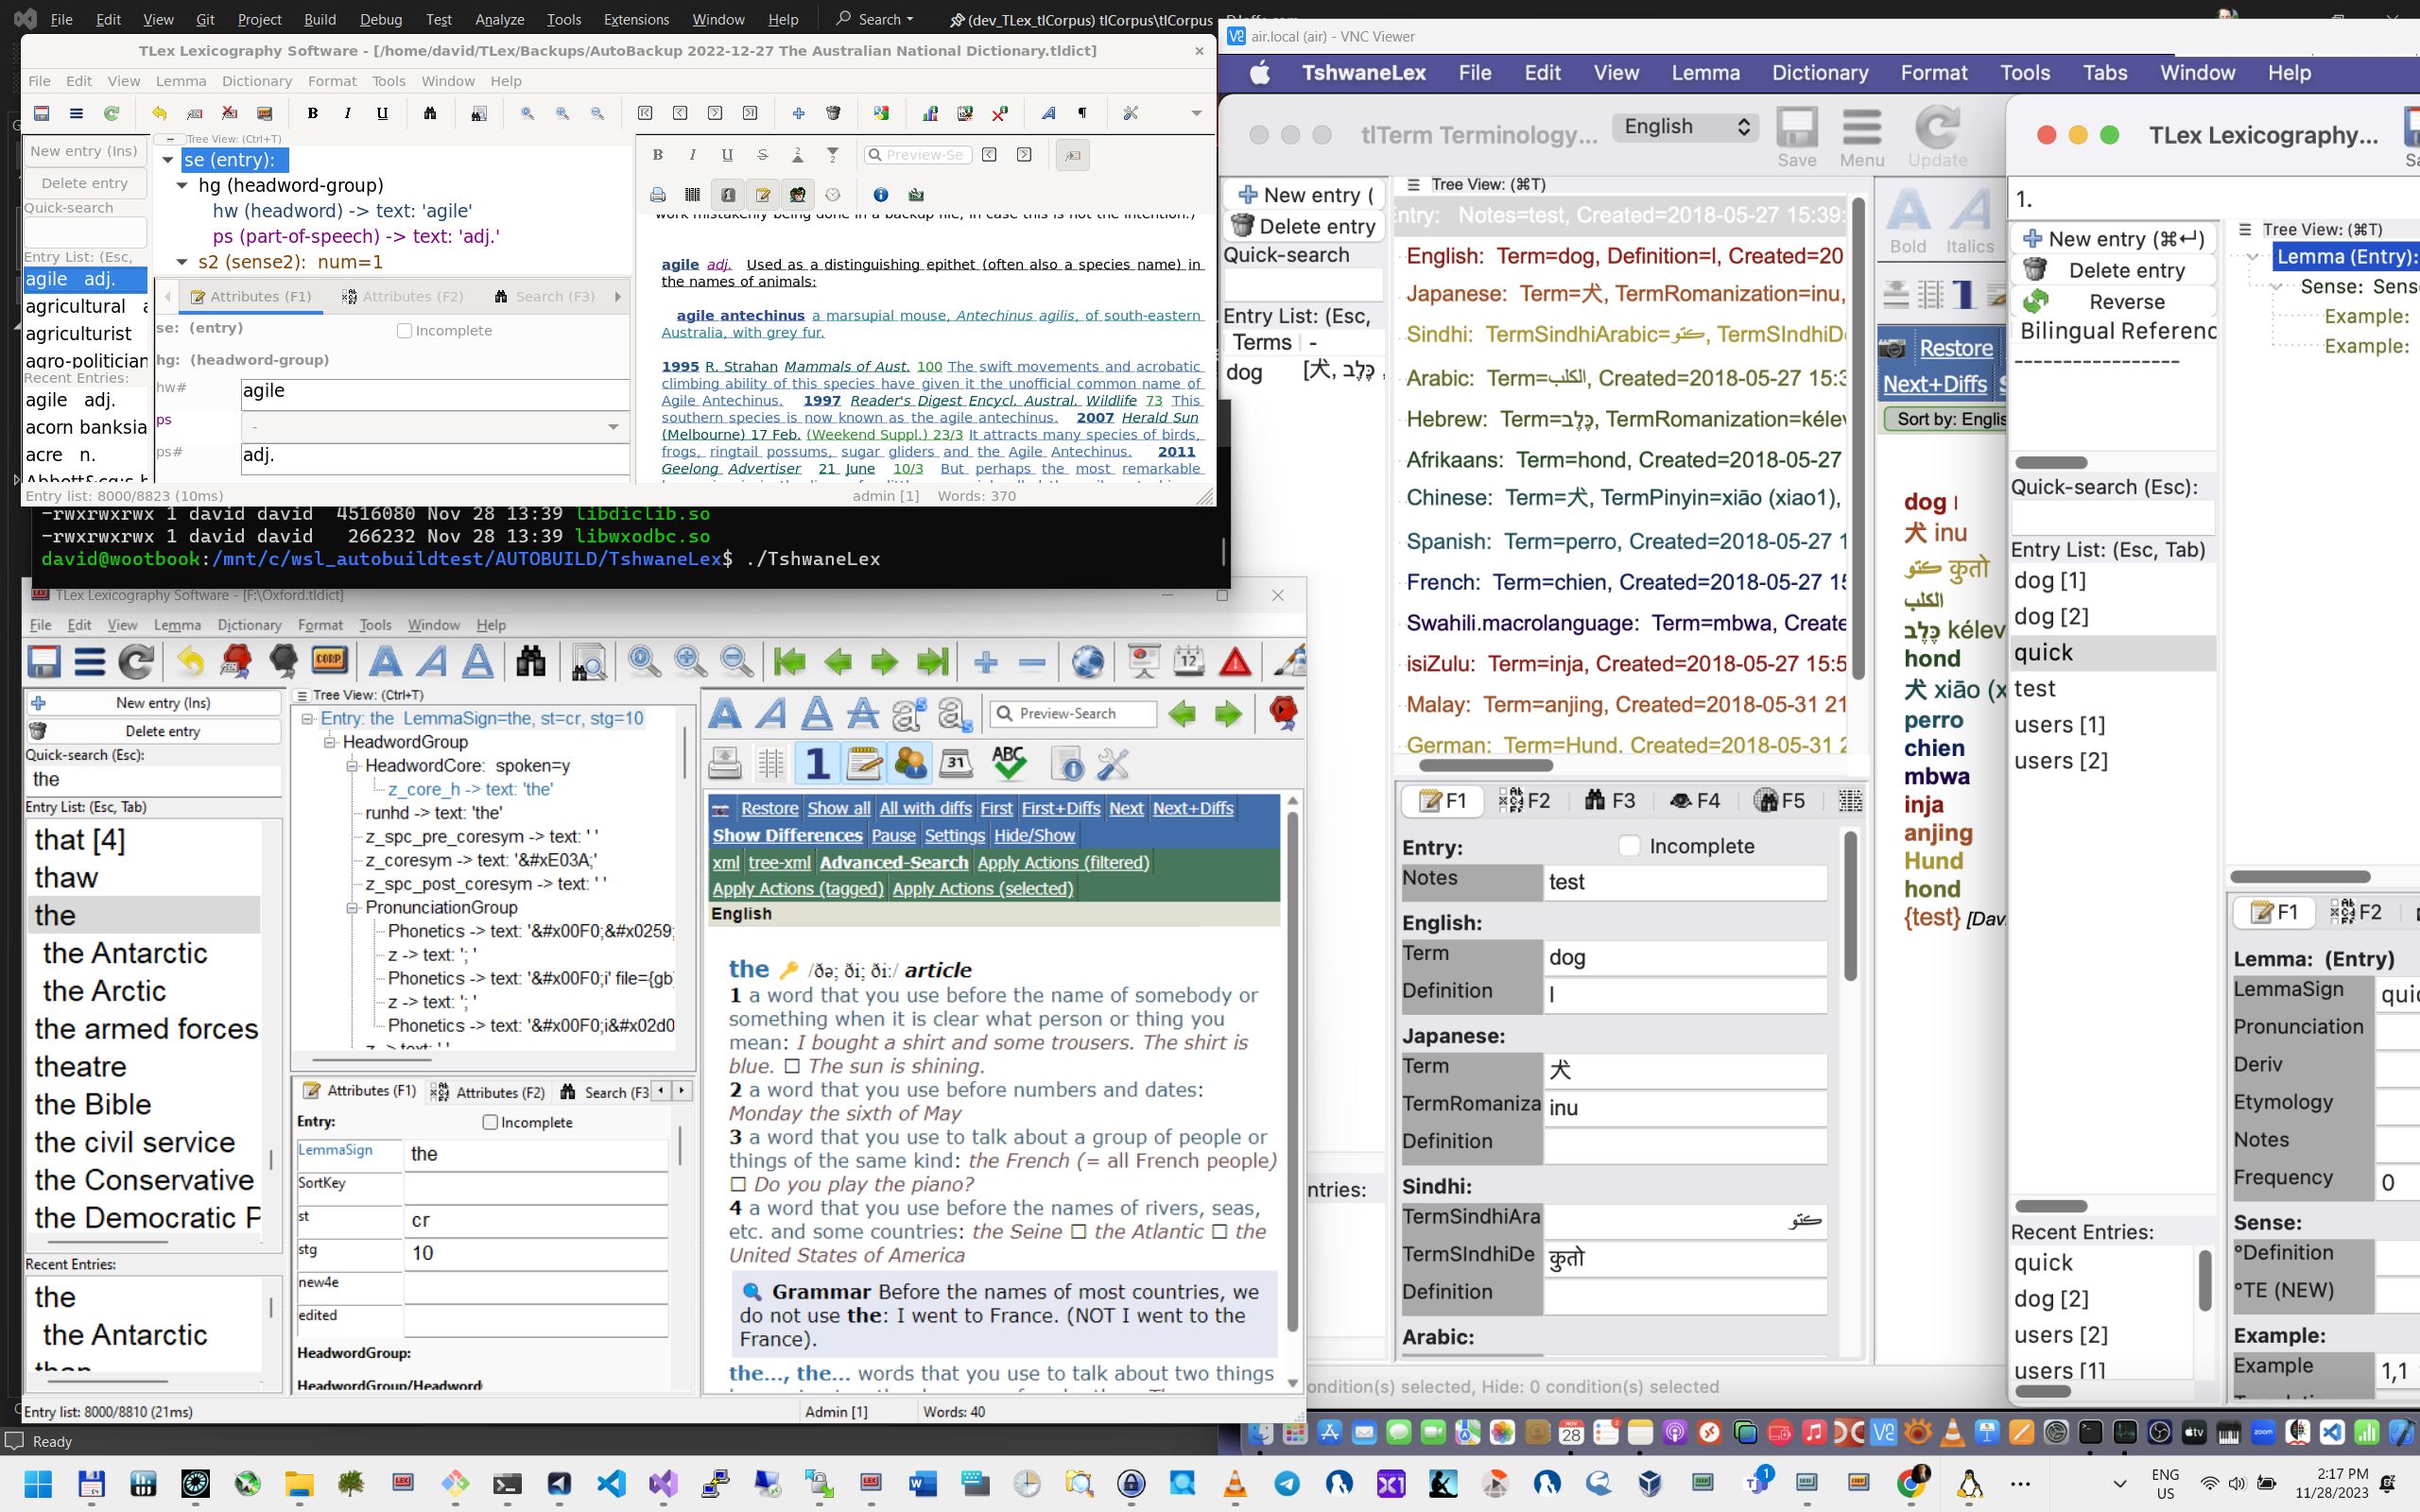 File Edit View Git Project Build Debug Test Analyze Tools Extensions Window Help Search (dev_TLex_tlCorpus) tlCorpus\tlCorpus
TLex Lexicography Software - [/home/david/TLex/Backups/AutoBackup 2022-12-27 The Australian National Dictionary.tldict]
File Edit View Lemma Dictionary Format Tools Window Help
New entry (Ins)
Delete entry
Quick-search
Entry List: (Esc,
agile adj.
agricultural a
agriculturist
agro-politician
Recent Entries:
agile adj.
acorn banksia
acre n.
Tree View: (Ctrl+T)
se (entry):
hg (headword-group)
hw (headword) -> text: 'agile'
ps (part-of-speech) -> text: 'adj.'
s2 (sense2): num=1
Attributes (F1) Attributes (F2) Search (F3)
se: (entry) Incomplete
hg: (headword-group)
hw# agile
ps -
ps# adj.
Preview-Se
work mistakenly being done in a backup file, in case this is not the intention.)
agile adj. Used as a distinguishing epithet (often also a species name) in
the names of animals:
agile antechinus a marsupial mouse, Antechinus agilis, of south-eastern
Australia, with grey fur.
1995 R. Strahan Mammals of Aust. 100 The swift movements and acrobatic
climbing ability of this species have given it the unofficial common name of
Agile Antechinus. 1997 Reader's Digest Encycl. Austral. Wildlife 73 This
southern species is now known as the agile antechinus. 2007 Herald Sun
(Melbourne) 17 Feb. (Weekend Suppl.) 23/3 It attracts many species of birds,
frogs, ringtail possums, sugar gliders and the Agile Antechinus. 2011
Geelong Advertiser 21 June 10/3 But perhaps the most remarkable
Entry list: 8000/8823 (10ms) admin [1] Words: 370
-rwxrwxrwx 1 david david 4516080 Nov 28 13:39 libdiclib.so
-rwxrwxrwx 1 david david 266232 Nov 28 13:39 libwxodbc.so
david@wootbook:/mnt/c/wsl_autobuildtest/AUTOBUILD/TshwaneLex$ ./TshwaneLex
TLex Lexicography Software - [F:\Oxford.tldict]
File Edit View Lemma Dictionary Format Tools Window Help
New entry (Ins)
Delete entry
Quick-search (Esc):
the
Entry List: (Esc, Tab)
that [4]
thaw
the
the Antarctic
the Arctic
the armed forces
theatre
the Bible
the civil service
the Conservative
the Democratic P
Recent Entries:
the
the Antarctic
than
Tree View: (Ctrl+T)
Entry: the LemmaSign=the, st=cr, stg=10
HeadwordGroup
HeadwordCore: spoken=y
z_core_h -> text: 'the'
runhd -> text: 'the'
z_spc_pre_coresym -> text: ' '
z_coresym -> text: '&#xE03A;'
z_spc_post_coresym -> text: ' '
PronunciationGroup
Phonetics -> text: '&#x00F0;&#x0259;
z -> text: '; '
Phonetics -> text: '&#x00F0;i' file={gb
z -> text: '; '
Phonetics -> text: '&#x00F0;i&#x02d0
Attributes (F1) Attributes (F2) Search (F3
Entry: Incomplete
LemmaSign the
SortKey
st cr
stg 10
new4e
edited
HeadwordGroup:
HeadwordGroup/Headword
Preview-Search
Restore Show all All with diffs First First+Diffs Next Next+Diffs
Show Differences Pause Settings Hide/Show
xml tree-xml Advanced-Search Apply Actions (filtered)
Apply Actions (tagged) Apply Actions (selected)
English
the /ðə; ði; ðiː/ article
1 a word that you use before the name of somebody or
something when it is clear what person or thing you
mean: I bought a shirt and some trousers. The shirt is
blue. □ The sun is shining.
2 a word that you use before numbers and dates:
Monday the sixth of May
3 a word that you use to talk about a group of people or
things of the same kind: the French (= all French people)
□ Do you play the piano?
4 a word that you use before the names of rivers, seas,
etc. and some countries: the Seine □ the Atlantic □ the
United States of America
Grammar Before the names of most countries, we
do not use the: I went to France. (NOT I went to the
France).
the..., the... words that you use to talk about two things
Entry list: 8000/8810 (21ms) Admin [1] Words: 40
Ready
air.local (air) - VNC Viewer
TshwaneLex File Edit View Lemma Dictionary Format Tools Tabs Window Help
tlTerm Terminology... English Save Menu Update
New entry (
Delete entry
Quick-search
Entry List: (Esc,
Terms -
dog [犬, כֶּלֶב,
Tree View: (⌘T)
Entry: Notes=test, Created=2018-05-27 15:39:
English: Term=dog, Definition=l, Created=20
Japanese: Term=犬, TermRomanization=inu,
Sindhi: TermSindhiArabic=ڪتو, TermSIndhiDe
Arabic: Term=الكلب, Created=2018-05-27 15:3
Hebrew: Term=כֶּלֶב, TermRomanization=kélev
Afrikaans: Term=hond, Created=2018-05-27
Chinese: Term=犬, TermPinyin=xiāo (xiao1),
Spanish: Term=perro, Created=2018-05-27 1
French: Term=chien, Created=2018-05-27 15
Swahili.macrolanguage: Term=mbwa, Create
isiZulu: Term=inja, Created=2018-05-27 15:5
Malay: Term=anjing, Created=2018-05-31 21
German: Term=Hund, Created=2018-05-31 2
F1 F2 F3 F4 F5
Entry: Incomplete
Notes test
English:
Term dog
Definition l
Japanese:
Term 犬
TermRomaniza inu
Definition
Sindhi:
TermSindhiAra ڪتو
TermSIndhiDe कुतो
Definition
Arabic:
ntries:
ondition(s) selected, Hide: 0 condition(s) selected
Bold Italics
Restore
Next+Diffs S
Sort by: Englis
dog l
犬 inu
ڪتو कुतो
الكلب
כֶּלֶב kélev
hond
犬 xiāo (x
perro
chien
mbwa
inja
anjing
Hund
hond
{test} [Dav
TLex Lexicography... Sa
1.
New entry (⌘↵)
Delete entry
Reverse
Bilingual Referenc
-----------------
Quick-search (Esc):
Entry List: (Esc, Tab)
dog [1]
dog [2]
quick
test
users [1]
users [2]
Recent Entries:
quick
dog [2]
users [2]
users [1]
Tree View: (⌘T)
Lemma (Entry):
Sense: Sens
Example:
Example:
F1 F2
Lemma: (Entry)
LemmaSign quic
Pronunciation
Deriv
Etymology
Notes
Frequency 0
Sense:
°Definition
°TE (NEW)
Example:
Example 1,1
ENG
US
2:17 PM
11/28/2023